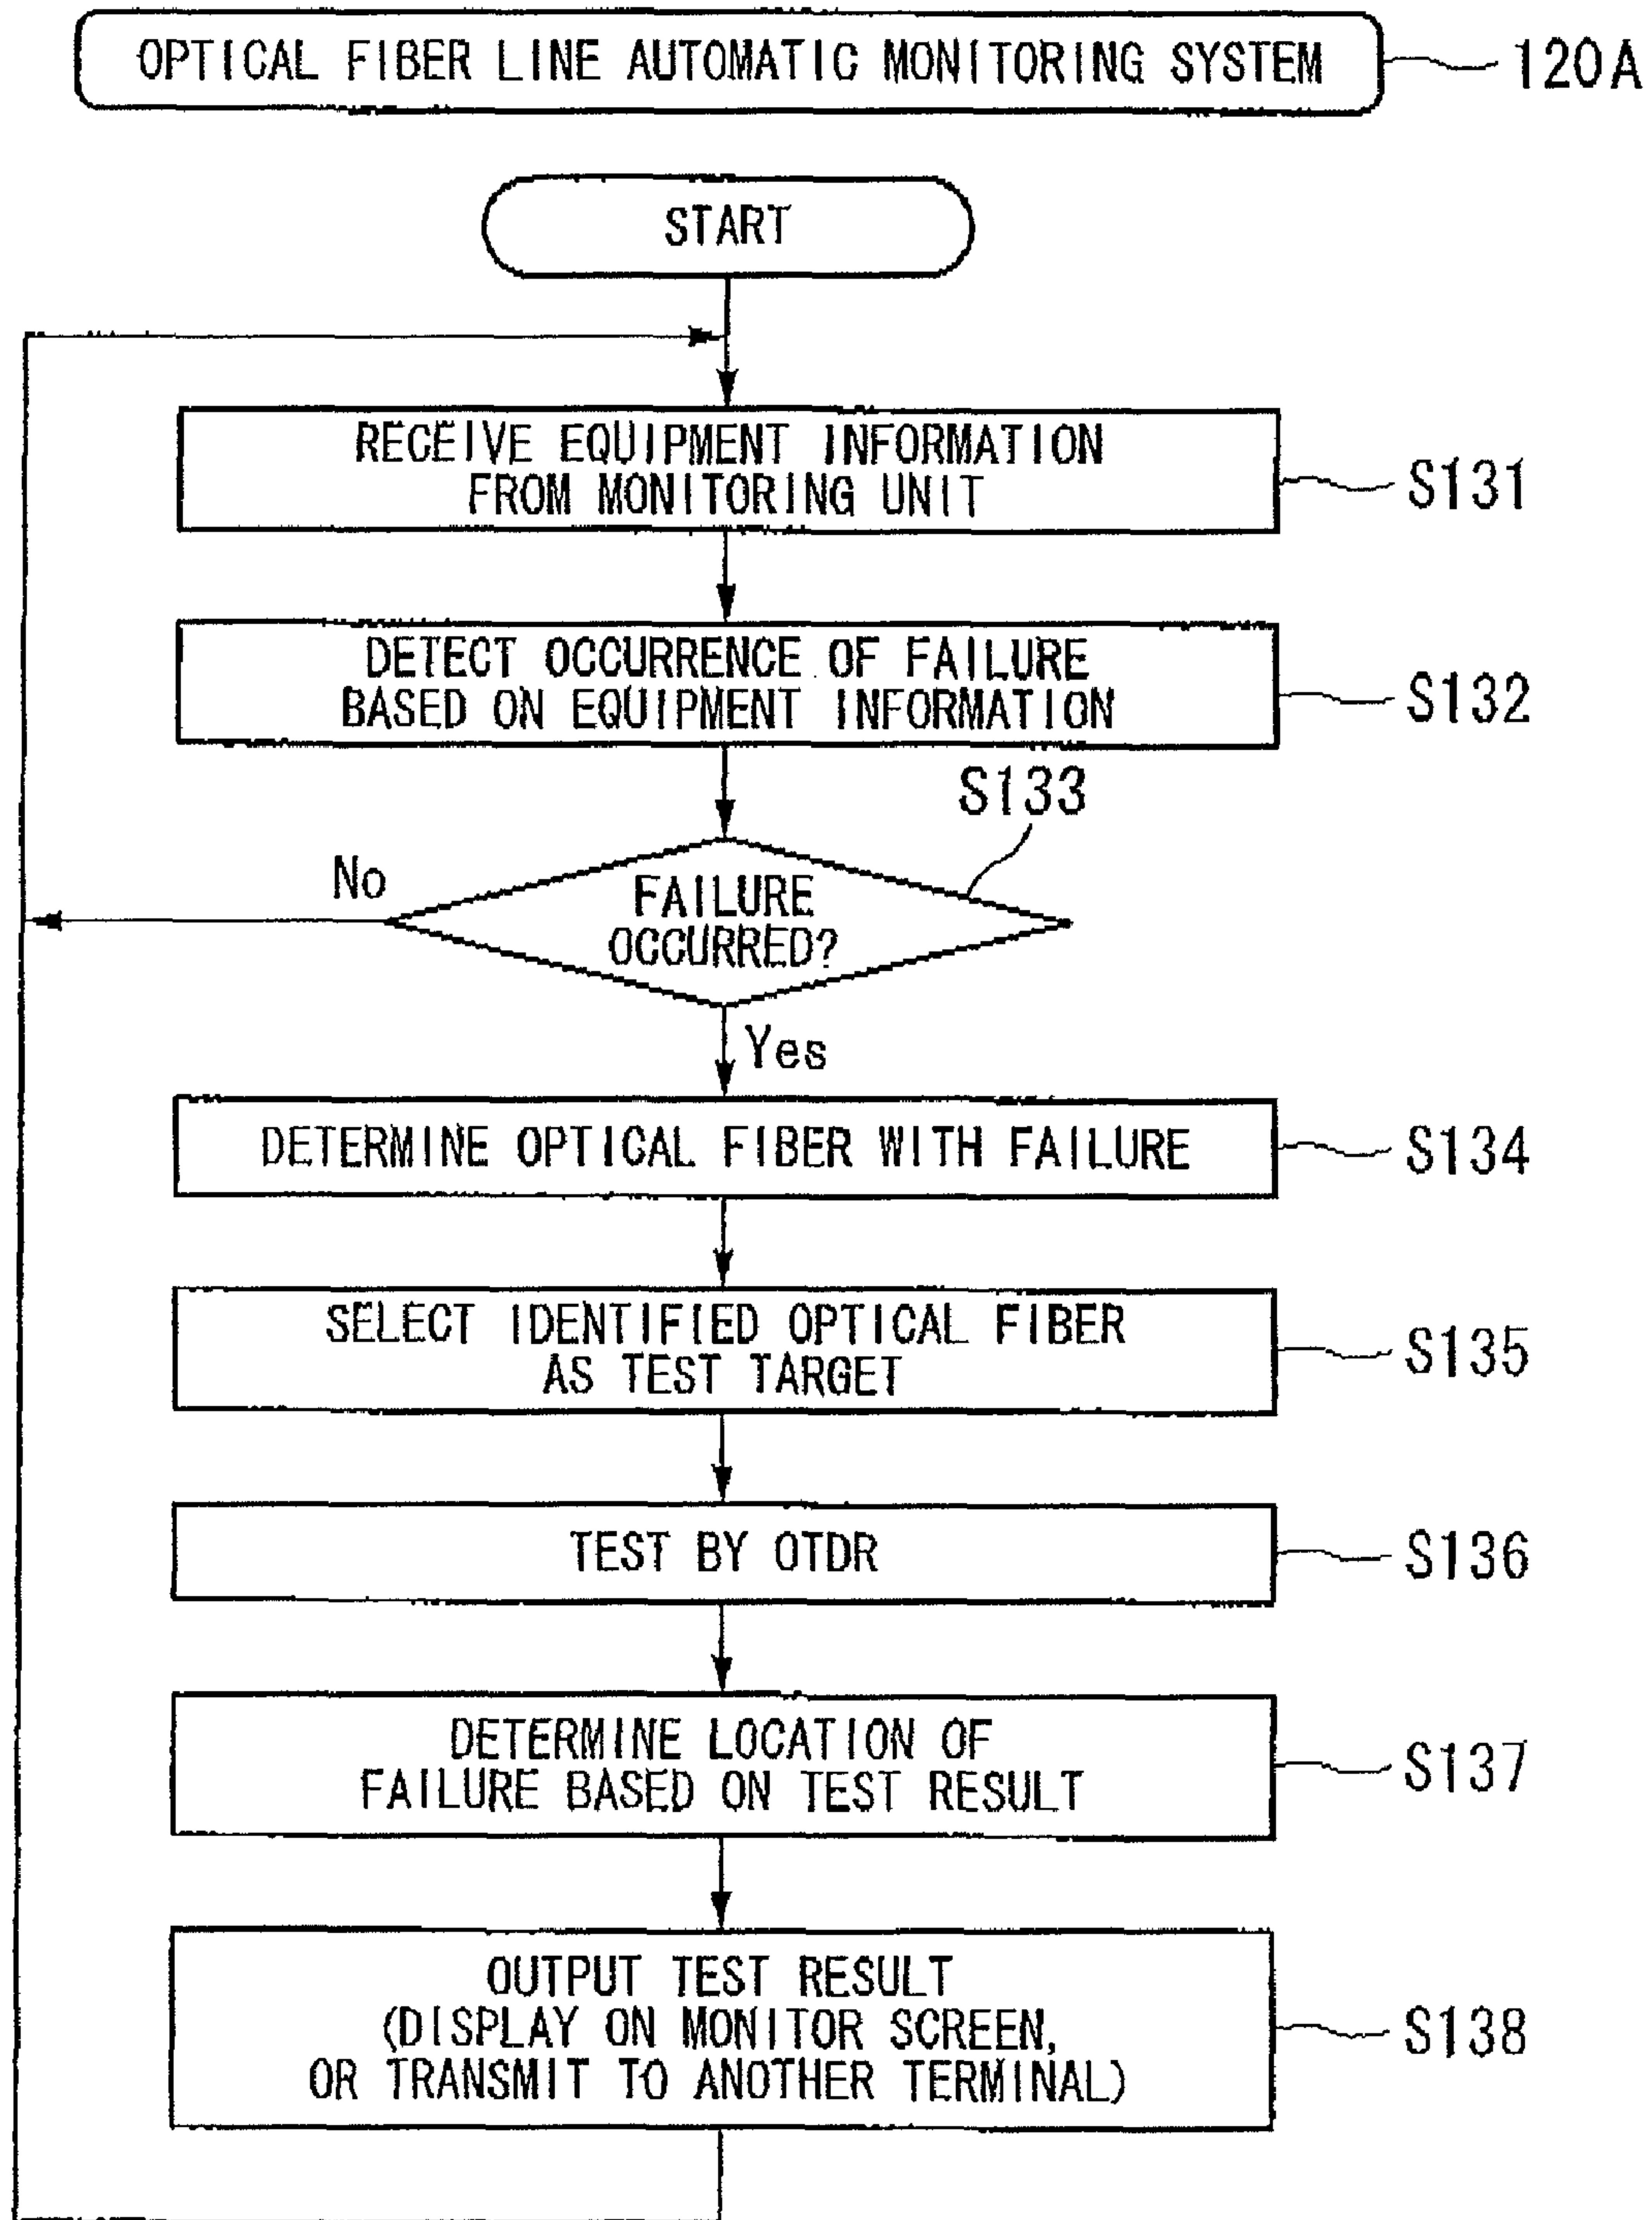 OPTICAL FIBER LINE AUTOMATIC MONITORING SYSTEM
120A
START
RECEIVE EQUIPMENT INFORMATION
FROM MONITORING UNIT
S131
DETECT OCCURRENCE OF FAILURE
BASED ON EQUIPMENT INFORMATION
S132
S133
No
FAILURE
OCCURRED?
Yes
DETERMINE OPTICAL FIBER WITH FAILURE
S134
SELECT IDENTIFIED OPTICAL FIBER
AS TEST TARGET
S135
TEST BY OTDR
S136
DETERMINE LOCATION OF
FAILURE BASED ON TEST RESULT
S137
OUTPUT TEST RESULT
(DISPLAY ON MONITOR SCREEN,
OR TRANSMIT TO ANOTHER TERMINAL)
S138